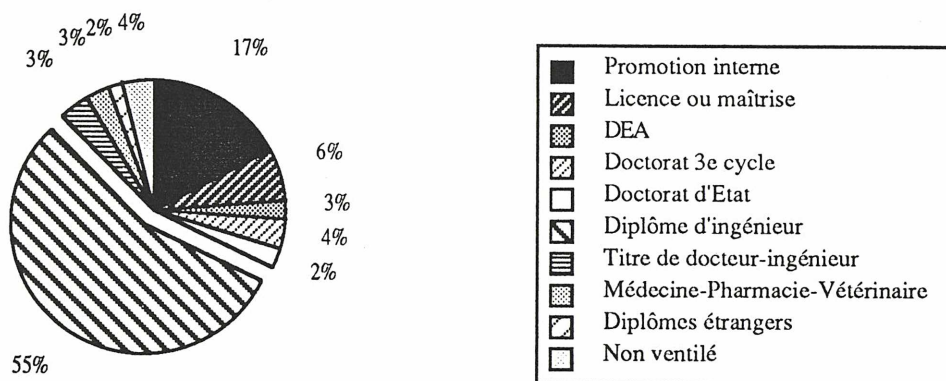 3% 2% 4%
3%
17%
6%
3%
4%
2%
55%
Promotion interne
Licence ou maîtrise
DEA
Doctorat 3e cycle
Doctorat d'Etat
Diplôme d'ingénieur
Titre de docteur-ingénieur
Médecine-Pharmacie-Vétérinaire
Diplômes étrangers
Non ventilé